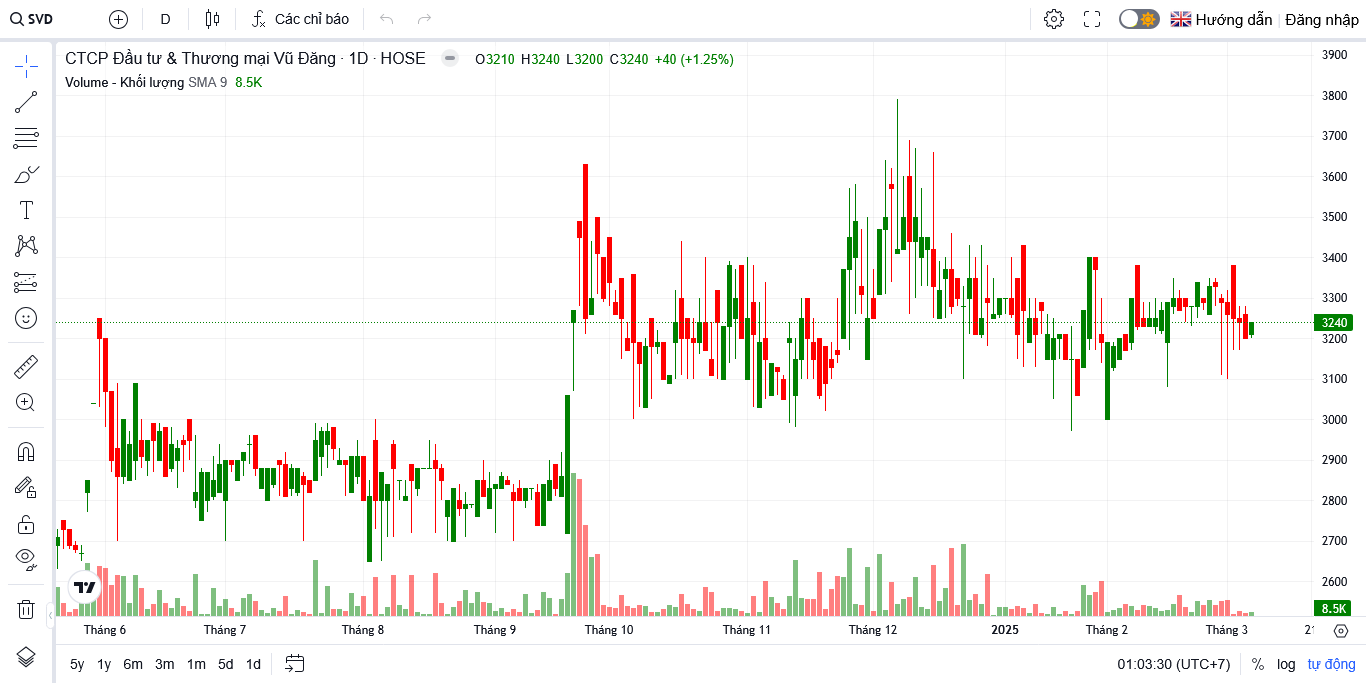 SVD D Các chỉ báo Hướng dẫn Đăng nhập
CTCP Đầu tư & Thương mại Vũ Đăng · 1D · HOSE O3210 H3240 L3200 C3240 +40 (+1.25%)
Volume - Khối lượng SMA 9 8.5K
3900
3800
3700
3600
3500
3400
3300
3240
3200
3100
3000
2900
2800
2700
2600
8.5K
Tháng 6 Tháng 7 Tháng 8 Tháng 9 Tháng 10 Tháng 11 Tháng 12 2025 Tháng 2 Tháng 3
5y 1y 6m 3m 1m 5d 1d 01:03:30 (UTC+7) % log tự động